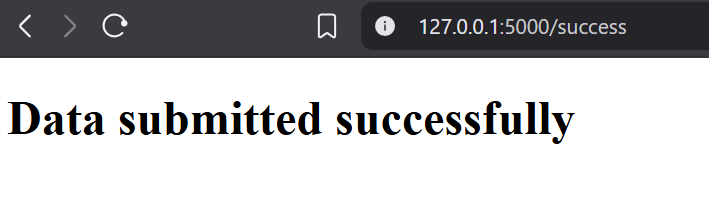 127.0.0.1:5000/success
Data submitted successfully